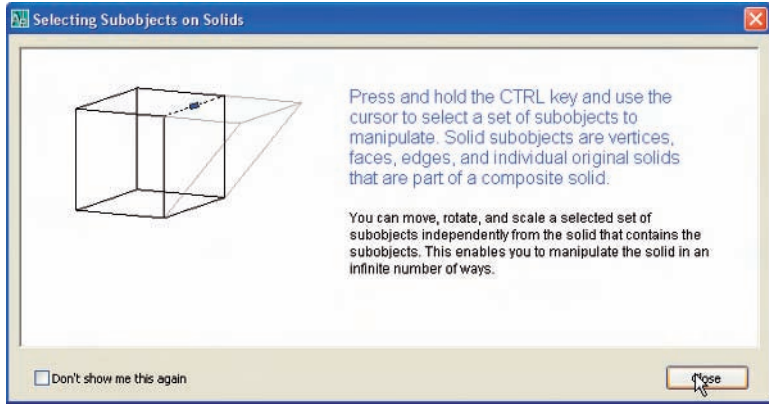 Selecting Subobjects on Solids
Press and hold the CTRL key and use the
cursor to select a set of subobjects to
manipulate. Solid subobjects are vertices,
faces, edges, and individual original solids
that are part of a composite solid.
You can move, rotate, and scale a selected set of
subobjects independently from the solid that contains the
subobjects. This enables you to manipulate the solid in an
infinite number of ways.
Don't show me this again
Close